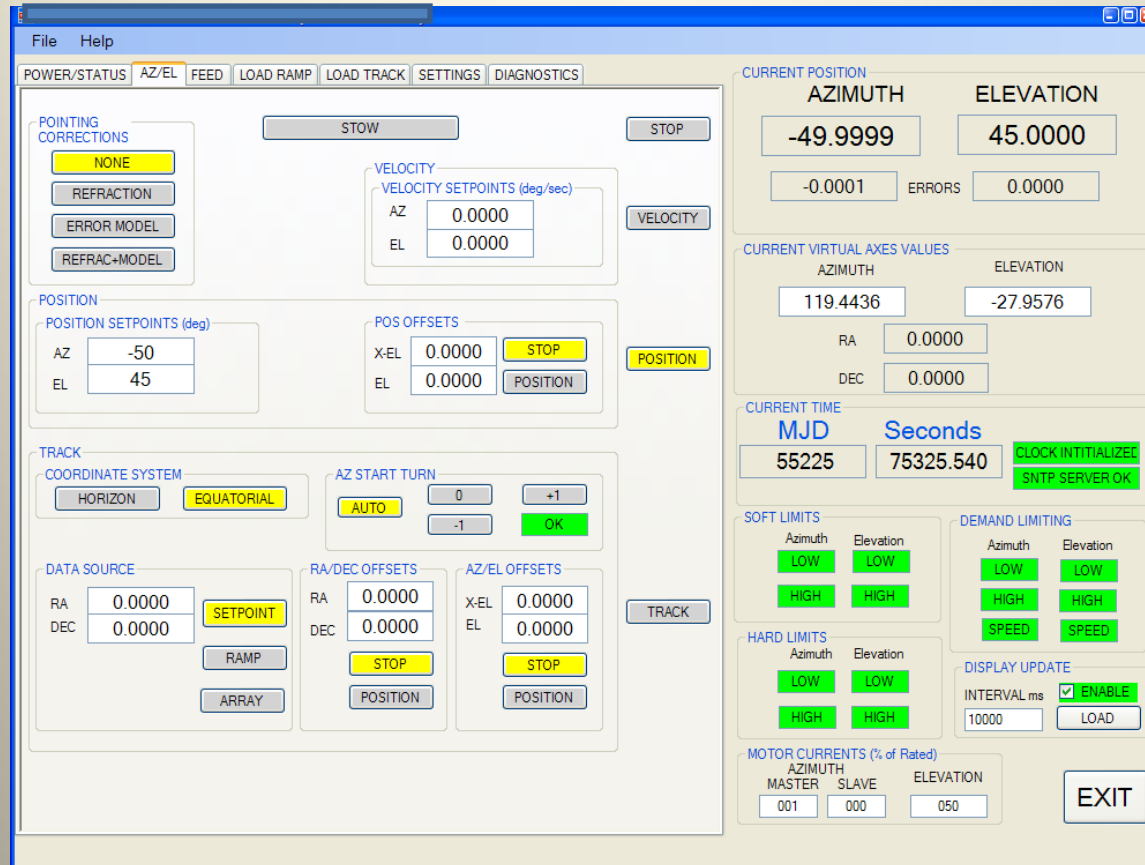 File Help
POWER/STATUS AZ/EL FEED LOAD RAMP LOAD TRACK SETTINGS DIAGNOSTICS
POINTING
CORRECTIONS
NONE
REFRACTION
ERROR MODEL
REFRAC+MODEL
STOW
STOP
VELOCITY
VELOCITY SETPOINTS (deg/sec)
AZ 0.0000
EL 0.0000
VELOCITY
POSITION
POSITION SETPOINTS (deg)
AZ -50
EL 45
POS OFFSETS
X-EL 0.0000 STOP
EL 0.0000 POSITION
POSITION
TRACK
COORDINATE SYSTEM
HORIZON EQUATORIAL
AZ START TURN
AUTO 0 +1
-1 OK
DATA SOURCE
RA 0.0000
DEC 0.0000
SETPOINT
RAMP
ARRAY
RA/DEC OFFSETS
RA 0.0000
DEC 0.0000
STOP
POSITION
AZ/EL OFFSETS
X-EL 0.0000
EL 0.0000
STOP
POSITION
TRACK
CURRENT POSITION
AZIMUTH ELEVATION
-49.9999 45.0000
-0.0001 ERRORS 0.0000
CURRENT VIRTUAL AXES VALUES
AZIMUTH ELEVATION
119.4436 -27.9576
RA 0.0000
DEC 0.0000
CURRENT TIME
MJD Seconds
55225 75325.540
CLOCK INTITIALIZED
SNTP SERVER OK
SOFT LIMITS
Azimuth Elevation
LOW LOW
HIGH HIGH
DEMAND LIMITING
Azimuth Elevation
LOW LOW
HIGH HIGH
SPEED SPEED
HARD LIMITS
Azimuth Elevation
LOW LOW
HIGH HIGH
DISPLAY UPDATE
INTERVAL ms ENABLE
10000 LOAD
MOTOR CURRENTS (% of Rated)
AZIMUTH
MASTER SLAVE ELEVATION
001 000 050
EXIT